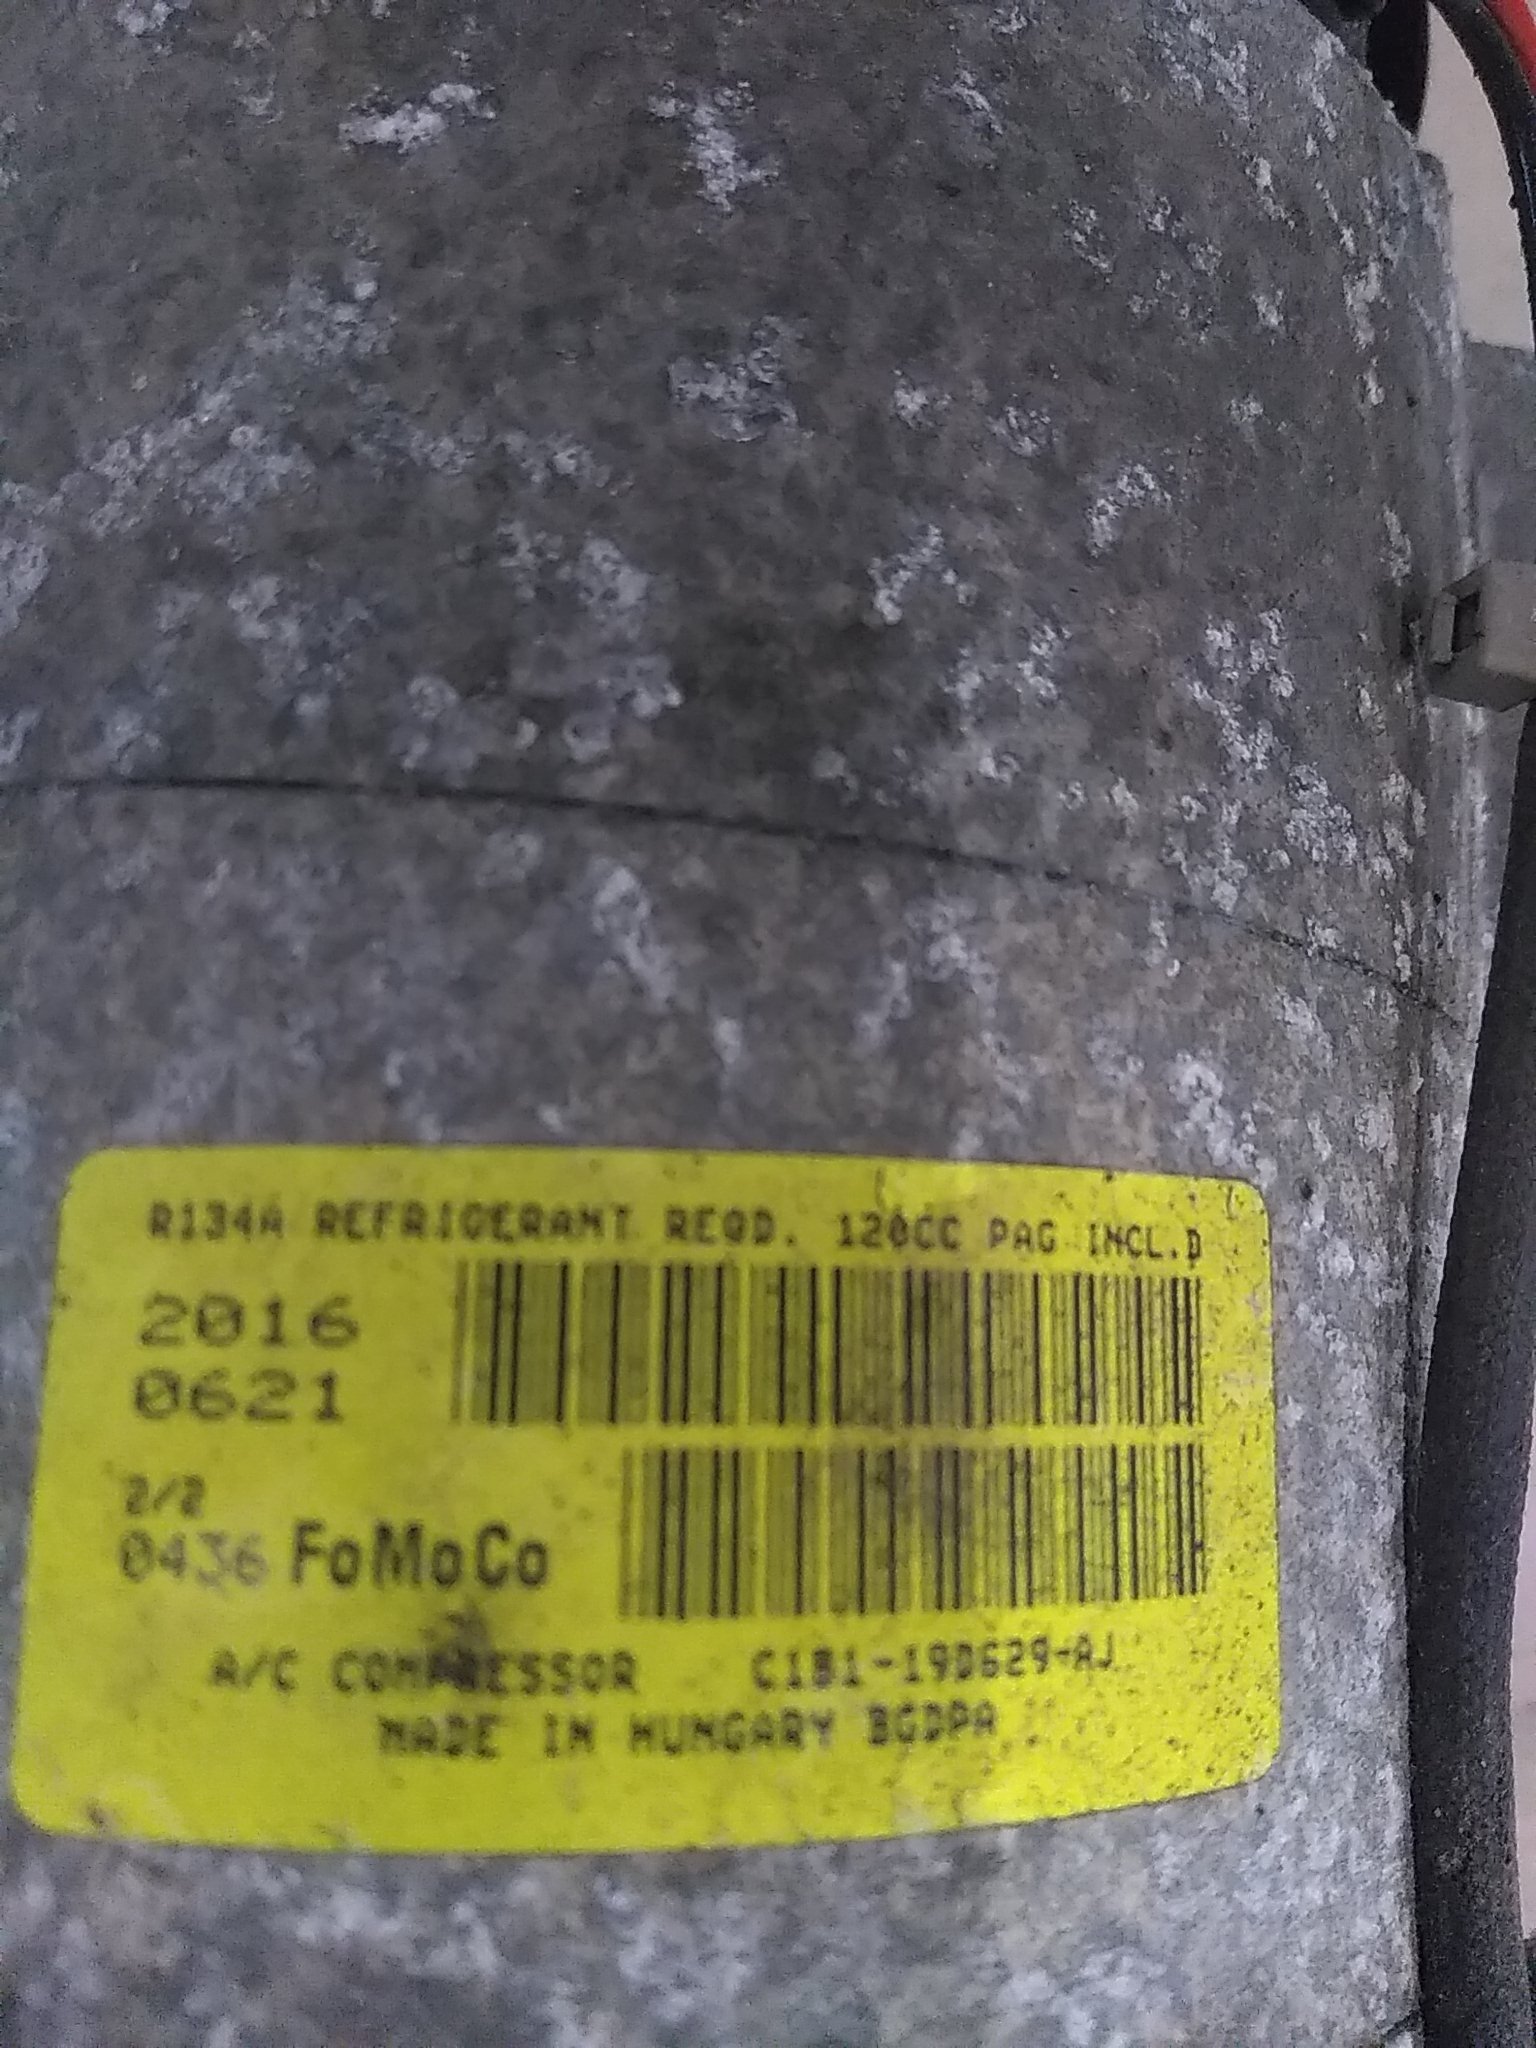 R134A REFRIGERANT REQD. 120CC PAG INCL.D
2016
0621
2/2
0436 FoMoCo
A/C COMPRESSOR C1B1-19D629-AJ
MADE IN HUNGARY BGDPA